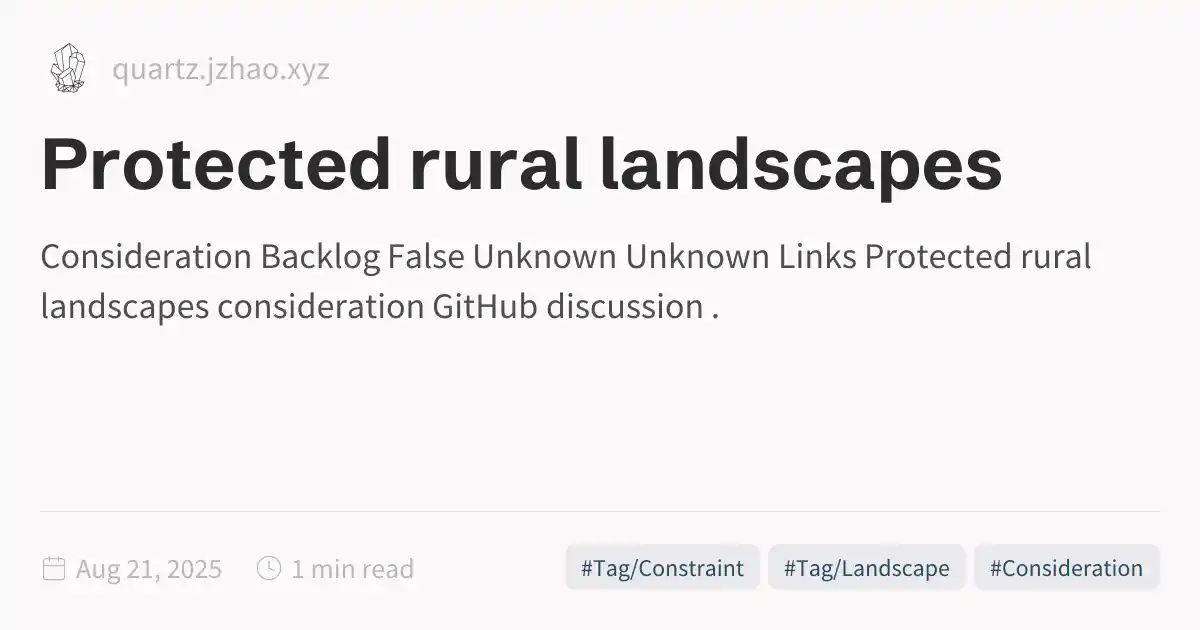 quartz.jzhao.xyz
Protected rural landscapes
Consideration Backlog False Unknown Unknown Links Protected rural
landscapes consideration GitHub discussion .
Aug 21, 2025 1 min read #Tag/Constraint #Tag/Landscape #Consideration